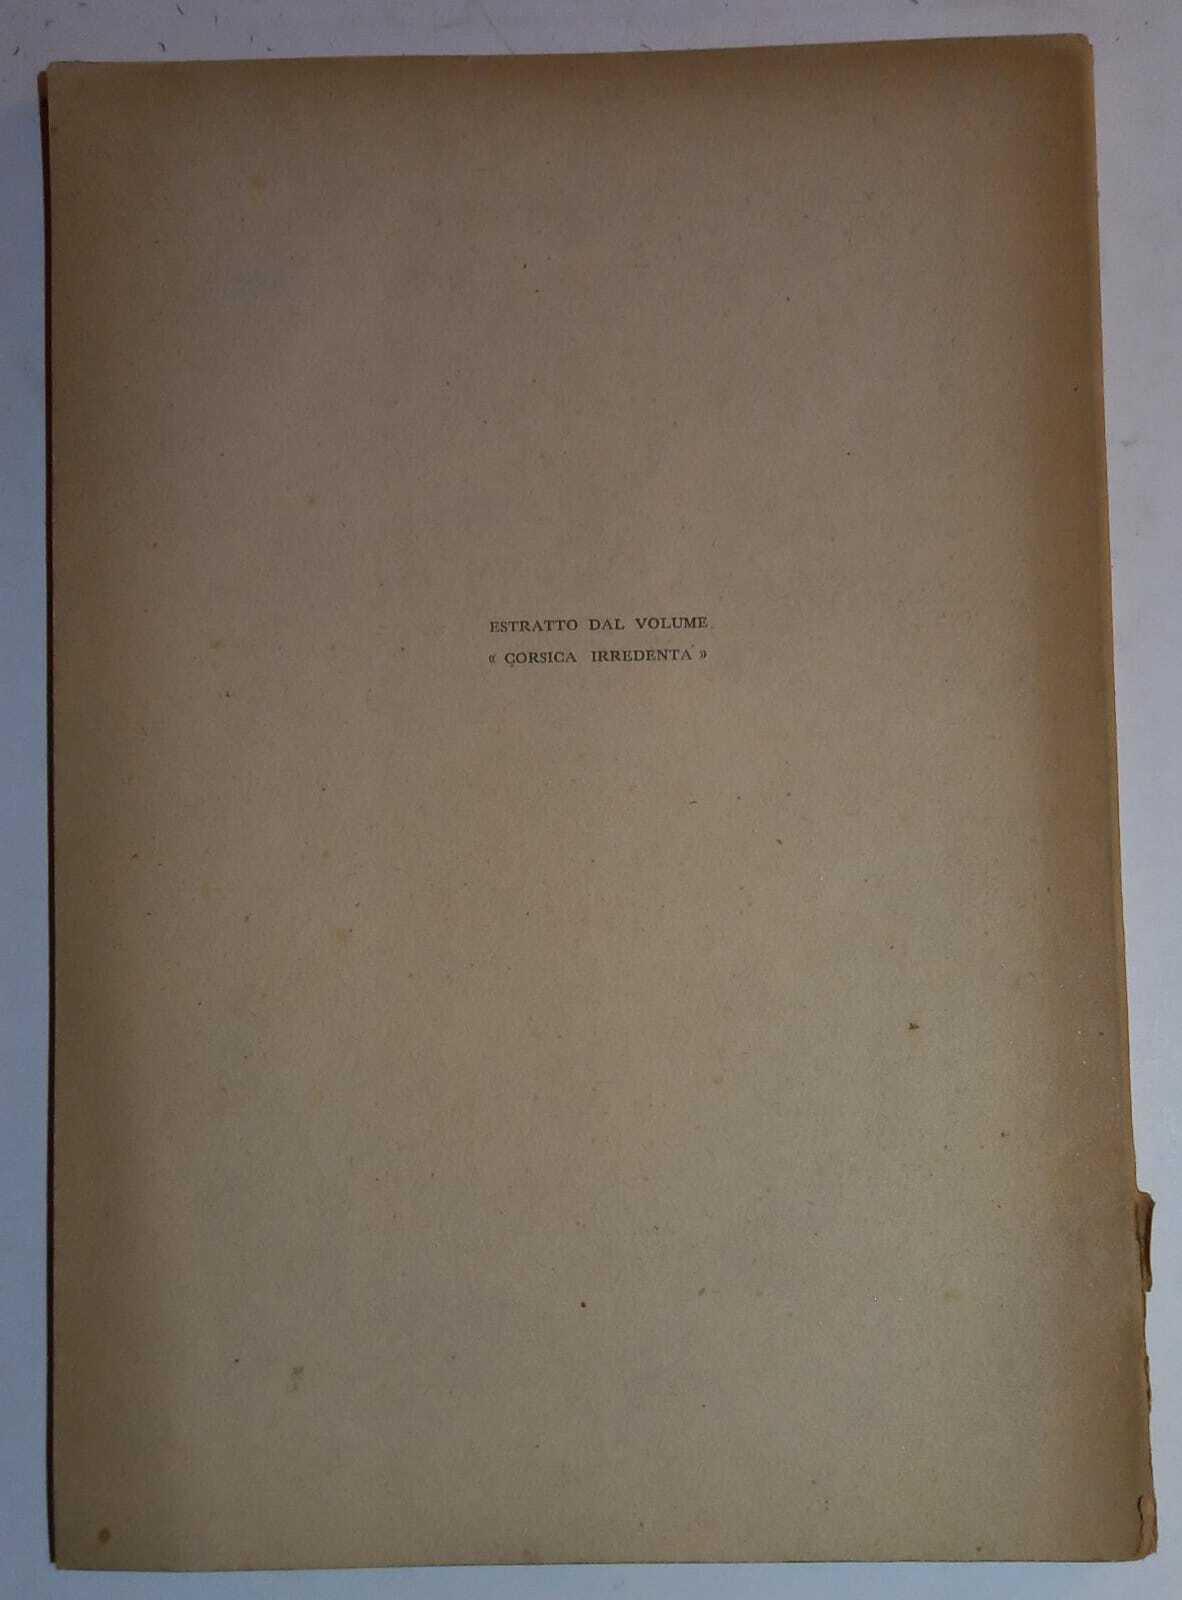 ESTRATTO DAL VOLUME
« CORSICA IRREDENTA »